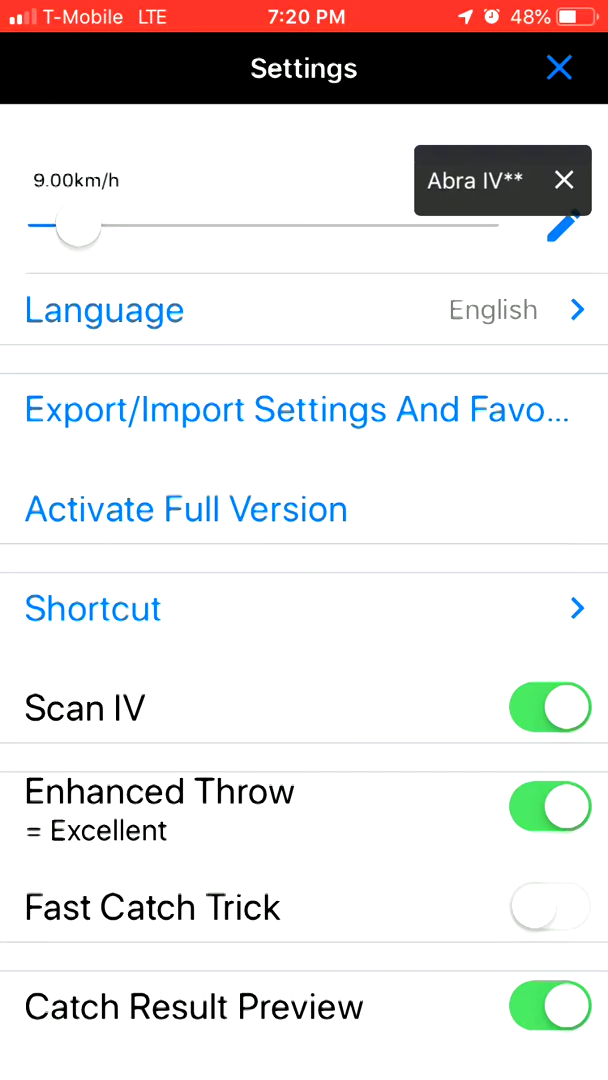 T-Mobile LTE 7:20 PM 48%
Settings
9.00km/h
Abra IV**
Language English
Export/Import Settings And Favo...
Activate Full Version
Shortcut
Scan IV
Enhanced Throw
= Excellent
Fast Catch Trick
Catch Result Preview